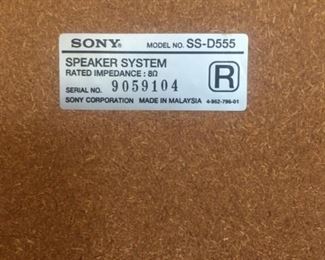 SONY® MODEL NO. SS-D555
SPEAKER SYSTEM
RATED IMPEDANCE : 8Ω
SERIAL NO. 9059104
R
SONY CORPORATION MADE IN MALAYSIA 4-962-796-01